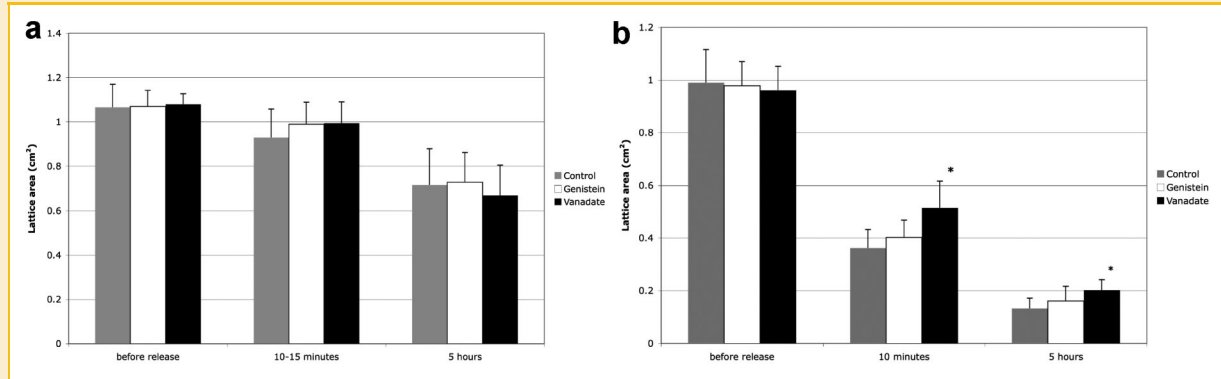 a
1.4
1.2
1
0.8
0.6
0.4
0.2
0
Lattice area (cm²)
before release
10-15 minutes
5 hours
Control
Genistein
Vanadate
b
1.2
1
0.8
0.6
0.4
0.2
0
Lattice area (cm²)
*
*
before release
10 minutes
5 hours
Control
Genistein
Vanadate